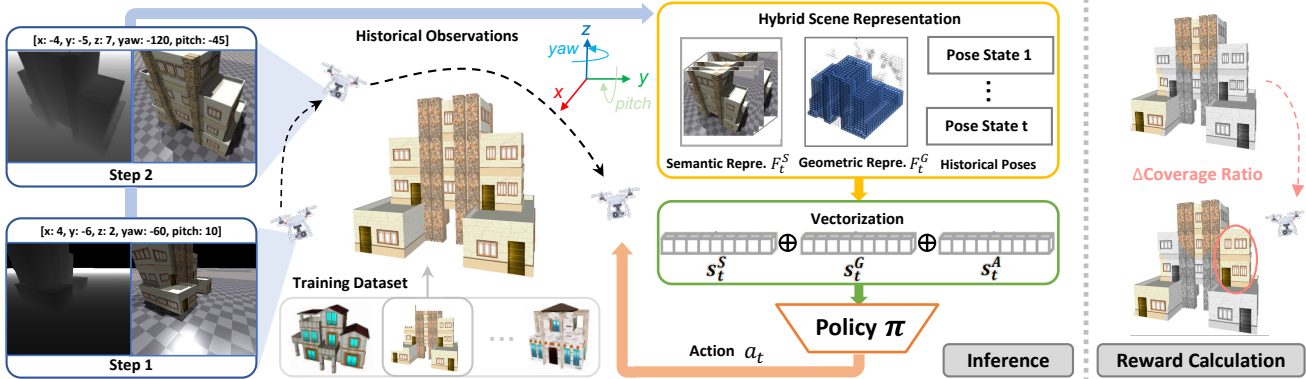 [x: -4, y: -5, z: 7, yaw: -120, pitch: -45]
Step 2
[x: 4, y: -6, z: 2, yaw: -60, pitch: 10]
Step 1
Historical Observations
z
yaw
y
x
pitch
Training Dataset
...
Hybrid Scene Representation
Pose State 1
Pose State t
Semantic Repre. F_t^S
Geometric Repre. F_t^G
Historical Poses
Vectorization
⊕ ⊕
s_t^S
s_t^G
s_t^A
Policy π
Action a_t
Inference
ΔCoverage Ratio
Reward Calculation